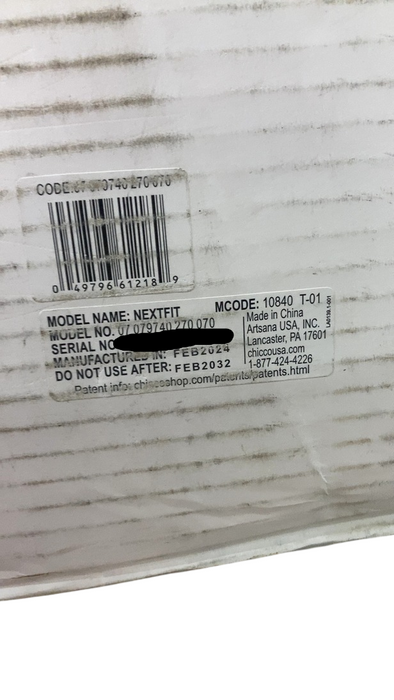 CODE:07 079740 270 070
0 49796 61218 9
MODEL NAME: NEXTFIT
MODEL NO. 07 079740 270 070
SERIAL NO
MANUFACTURED IN: FEB2024
DO NOT USE AFTER: FEB2032
Patent info: chiccoshop.com/patents/patents.html
MCODE: 10840 T-01
Made in China
Artsana USA, INC.
Lancaster, PA 17601
chiccousa.com
1-877-424-4226